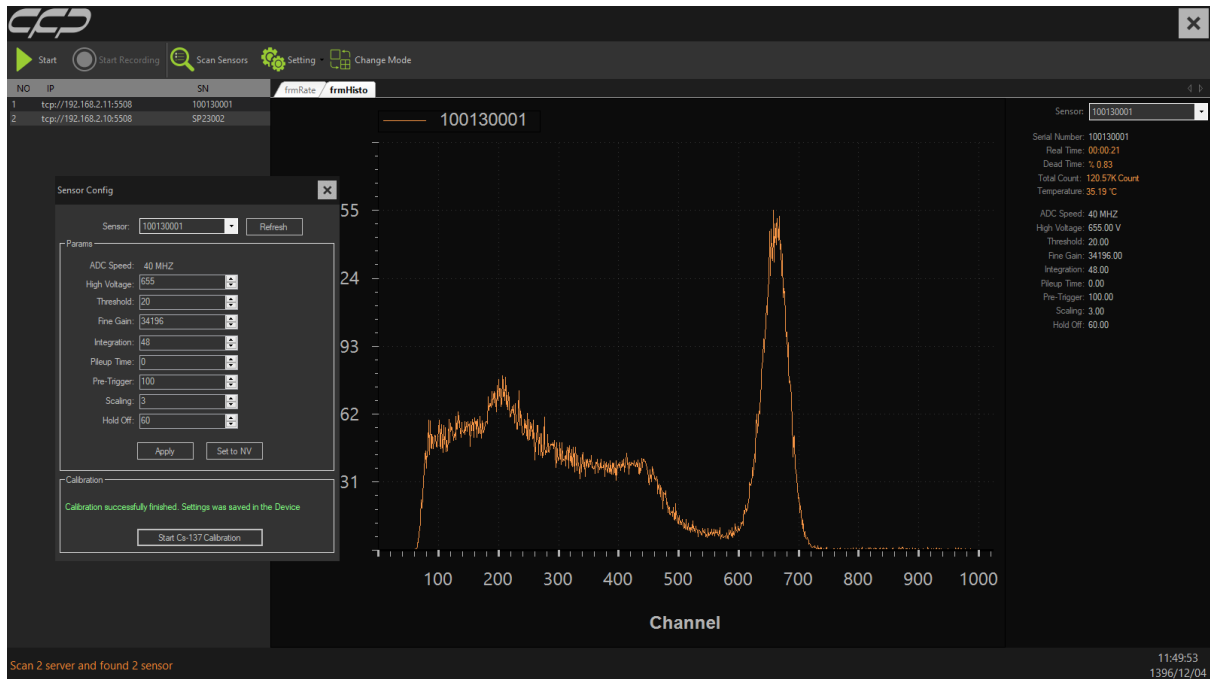 CCP
Start
Start Recording
Scan Sensors
Setting
Change Mode
NO IP SN
1 tcp://192.168.2.11:5508 100130001
2 tcp://192.168.2.10:5508 SP23002
frmRate
frmHisto
Sensor Config
Sensor: 100130001 Refresh
Params
ADC Speed: 40 MHZ
High Voltage: 655
Threshold: 20
Fine Gain: 34196
Integration: 48
Pileup Time: 0
Pre-Trigger: 100
Scaling: 3
Hold Off: 60
Apply Set to NV
Calibration
Calibration successfully finished. Settings was saved in the Device
Start Cs-137 Calibration
100130001
55
24
93
62
31
100 200 300 400 500 600 700 800 900 1000
Channel
Sensor: 100130001
Serial Number: 100130001
Real Time: 00:00:21
Dead Time: % 0.83
Total Count: 120.57K Count
Temperature: 35.19 °C
ADC Speed: 40 MHZ
High Voltage: 655.00 V
Threshold: 20.00
Fine Gain: 34196.00
Integration: 48.00
Pileup Time: 0.00
Pre-Trigger: 100.00
Scaling: 3.00
Hold Off: 60.00
Scan 2 server and found 2 sensor
11:49:53
1396/12/04